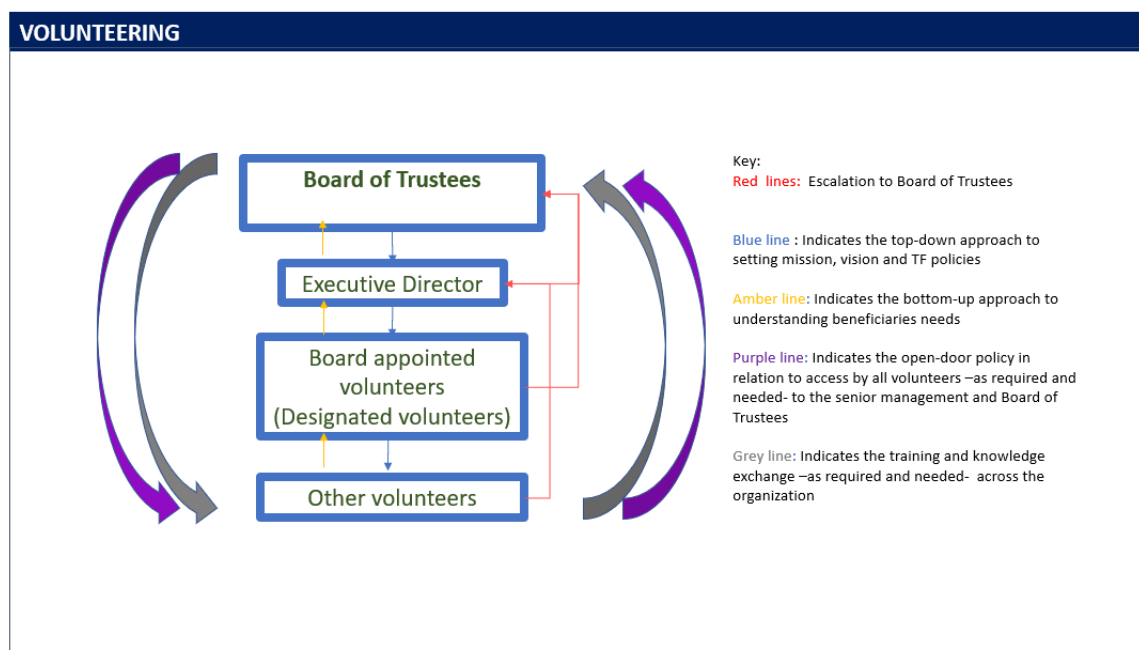 VOLUNTEERING
Board of Trustees
Executive Director
Board appointed
volunteers
(Designated volunteers)
Other volunteers
Key:
Red lines: Escalation to Board of Trustees
Blue line : Indicates the top-down approach to
setting mission, vision and TF policies
Amber line: Indicates the bottom-up approach to
understanding beneficiaries needs
Purple line: Indicates the open-door policy in
relation to access by all volunteers –as required and
needed- to the senior management and Board of
Trustees
Grey line: Indicates the training and knowledge
exchange –as required and needed- across the
organization